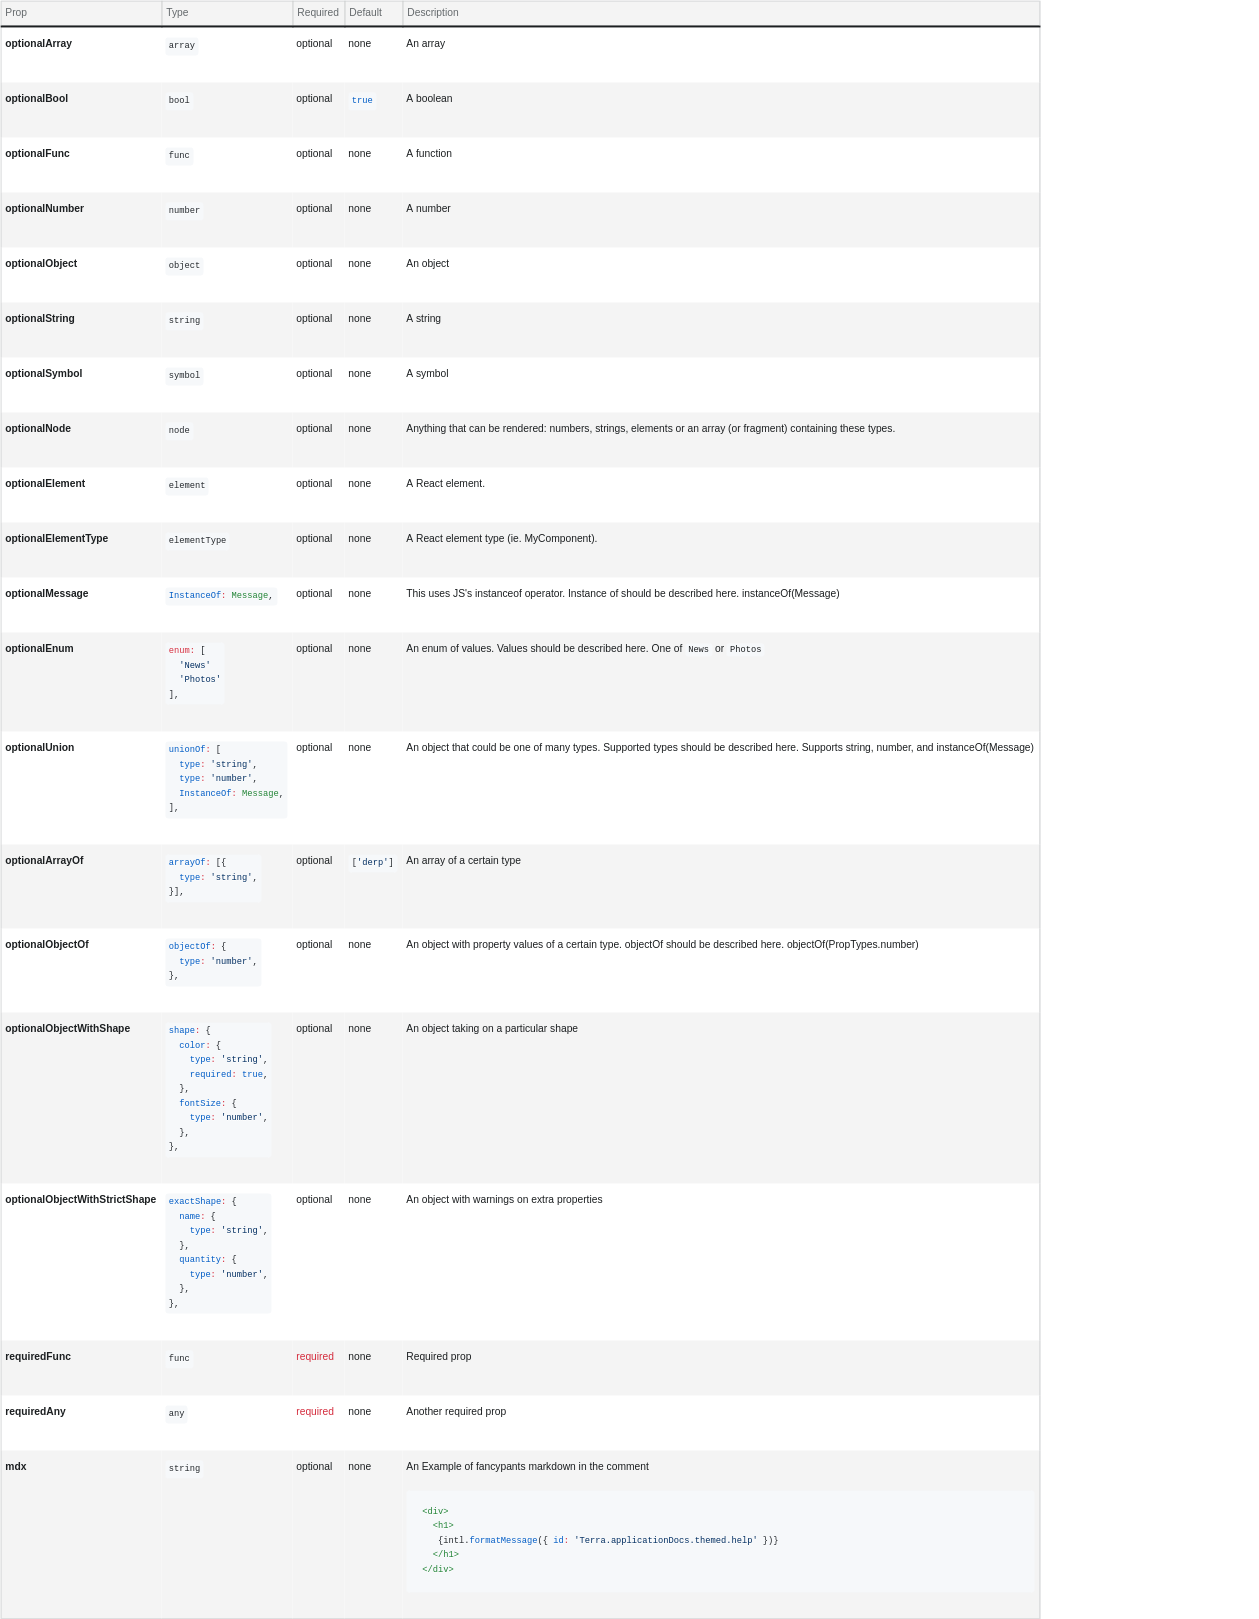 Prop Type Required Default Description
optionalArray array optional none An array
optionalBool bool optional true A boolean
optionalFunc func optional none A function
optionalNumber number optional none A number
optionalObject object optional none An object
optionalString string optional none A string
optionalSymbol symbol optional none A symbol
optionalNode node optional none Anything that can be rendered: numbers, strings, elements or an array (or fragment) containing these types.
optionalElement element optional none A React element.
optionalElementType elementType optional none A React element type (ie. MyComponent).
optionalMessage InstanceOf: Message, optional none This uses JS's instanceof operator. Instance of should be described here. instanceOf(Message)
optionalEnum enum: [ optional none An enum of values. Values should be described here. One of News or Photos
'News'
'Photos'
],
optionalUnion unionOf: [ optional none An object that could be one of many types. Supported types should be described here. Supports string, number, and instanceOf(Message)
type: 'string',
type: 'number',
InstanceOf: Message,
],
optionalArrayOf arrayOf: [{ optional ['derp'] An array of a certain type
type: 'string',
}],
optionalObjectOf objectOf: { optional none An object with property values of a certain type. objectOf should be described here. objectOf(PropTypes.number)
type: 'number',
},
optionalObjectWithShape shape: { optional none An object taking on a particular shape
color: {
type: 'string',
required: true,
},
fontSize: {
type: 'number',
},
},
optionalObjectWithStrictShape exactShape: { optional none An object with warnings on extra properties
name: {
type: 'string',
},
quantity: {
type: 'number',
},
},
requiredFunc func required none Required prop
requiredAny any required none Another required prop
mdx string optional none An Example of fancypants markdown in the comment
<div>
<h1>
{intl.formatMessage({ id: 'Terra.applicationDocs.themed.help' })}
</h1>
</div>